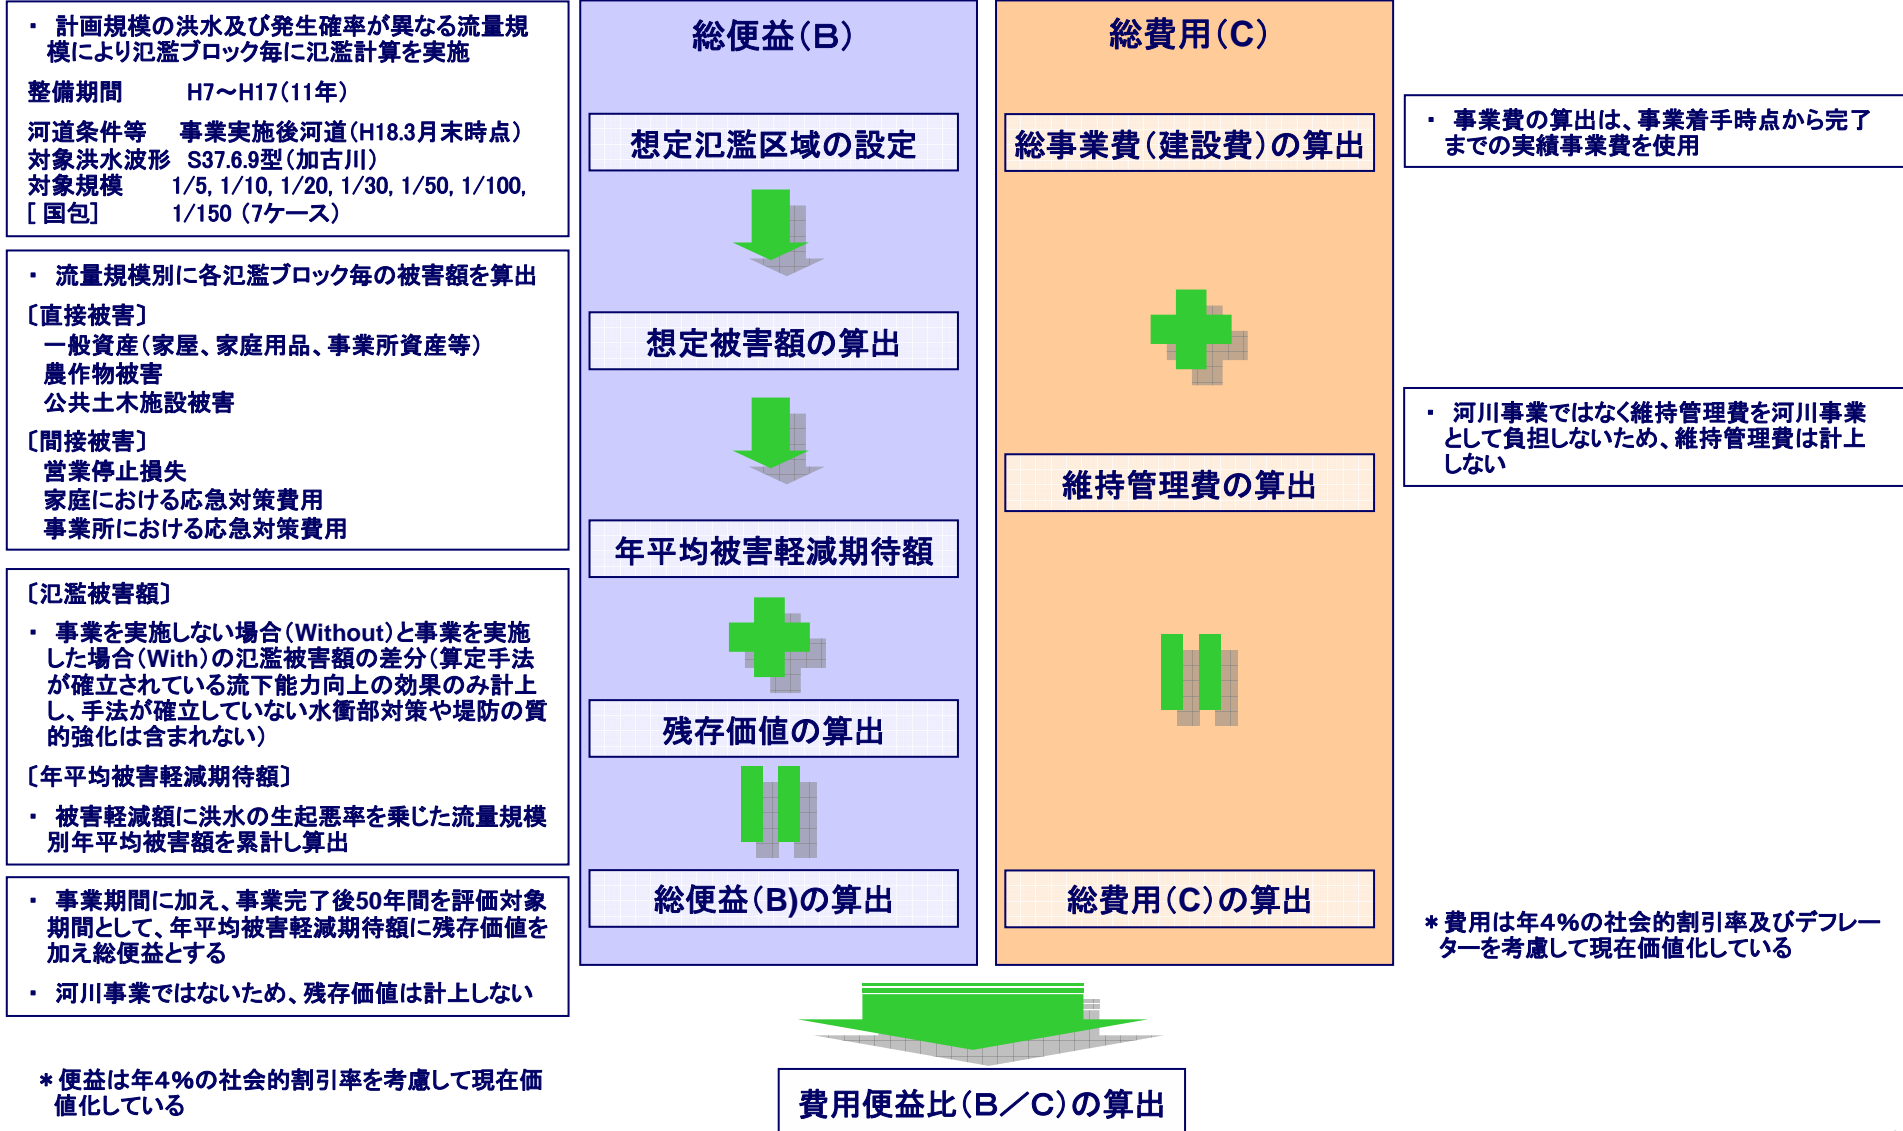 ・ 計画規模の洪水及び発生確率が異なる流量規
模により氾濫ブロック毎に氾濫計算を実施
整備期間 H7～H17（11年）
河道条件等 事業実施後河道（H18.3月末時点）
対象洪水波形 S37.6.9型（加古川）
対象規模 1/5, 1/10, 1/20, 1/30, 1/50, 1/100,
[ 国包] 1/150 （7ケース）
・ 流量規模別に各氾濫ブロック毎の被害額を算出
〔直接被害〕
一般資産（家屋、家庭用品、事業所資産等）
農作物被害
公共土木施設被害
〔間接被害〕
営業停止損失
家庭における応急対策費用
事業所における応急対策費用
〔氾濫被害額〕
・ 事業を実施しない場合（Without）と事業を実施
した場合（With）の氾濫被害額の差分（算定手法
が確立されている流下能力向上の効果のみ計上
し、手法が確立していない水衝部対策や堤防の質
的強化は含まれない）
〔年平均被害軽減期待額〕
・ 被害軽減額に洪水の生起悪率を乗じた流量規模
別年平均被害額を累計し算出
・ 事業期間に加え、事業完了後50年間を評価対象
期間として、年平均被害軽減期待額に残存価値を
加え総便益とする
・ 河川事業ではないため、残存価値は計上しない
＊便益は年４％の社会的割引率を考慮して現在価
値化している
総便益（Ｂ）
想定氾濫区域の設定
想定被害額の算出
年平均被害軽減期待額
残存価値の算出
総便益（B)の算出
総費用（C）
総事業費（建設費）の算出
維持管理費の算出
総費用（C）の算出
・ 事業費の算出は、事業着手時点から完了
までの実績事業費を使用
・ 河川事業ではなく維持管理費を河川事業
として負担しないため、維持管理費は計上
しない
＊費用は年４％の社会的割引率及びデフレー
ターを考慮して現在価値化している
費用便益比（Ｂ／Ｃ）の算出